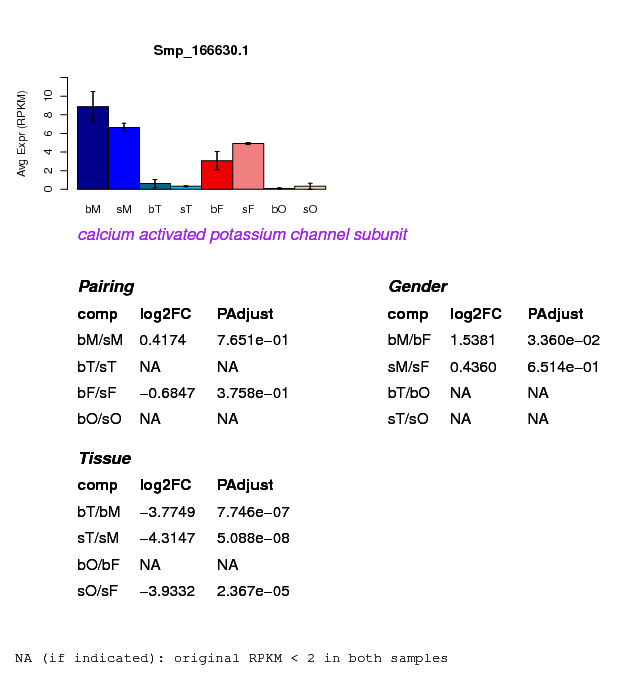 Smp_166630.1
Avg Expr (RPKM)
10
8
6
4
2
0
bM sM bT sT bF sF bO sO
calcium activated potassium channel subunit
Pairing
comp log2FC PAdjust
bM/sM 0.4174 7.651e−01
bT/sT NA NA
bF/sF −0.6847 3.758e−01
bO/sO NA NA
Gender
comp log2FC PAdjust
bM/bF 1.5381 3.360e−02
sM/sF 0.4360 6.514e−01
bT/bO NA NA
sT/sO NA NA
Tissue
comp log2FC PAdjust
bT/bM −3.7749 7.746e−07
sT/sM −4.3147 5.088e−08
bO/bF NA NA
sO/sF −3.9332 2.367e−05
NA (if indicated): original RPKM < 2 in both samples